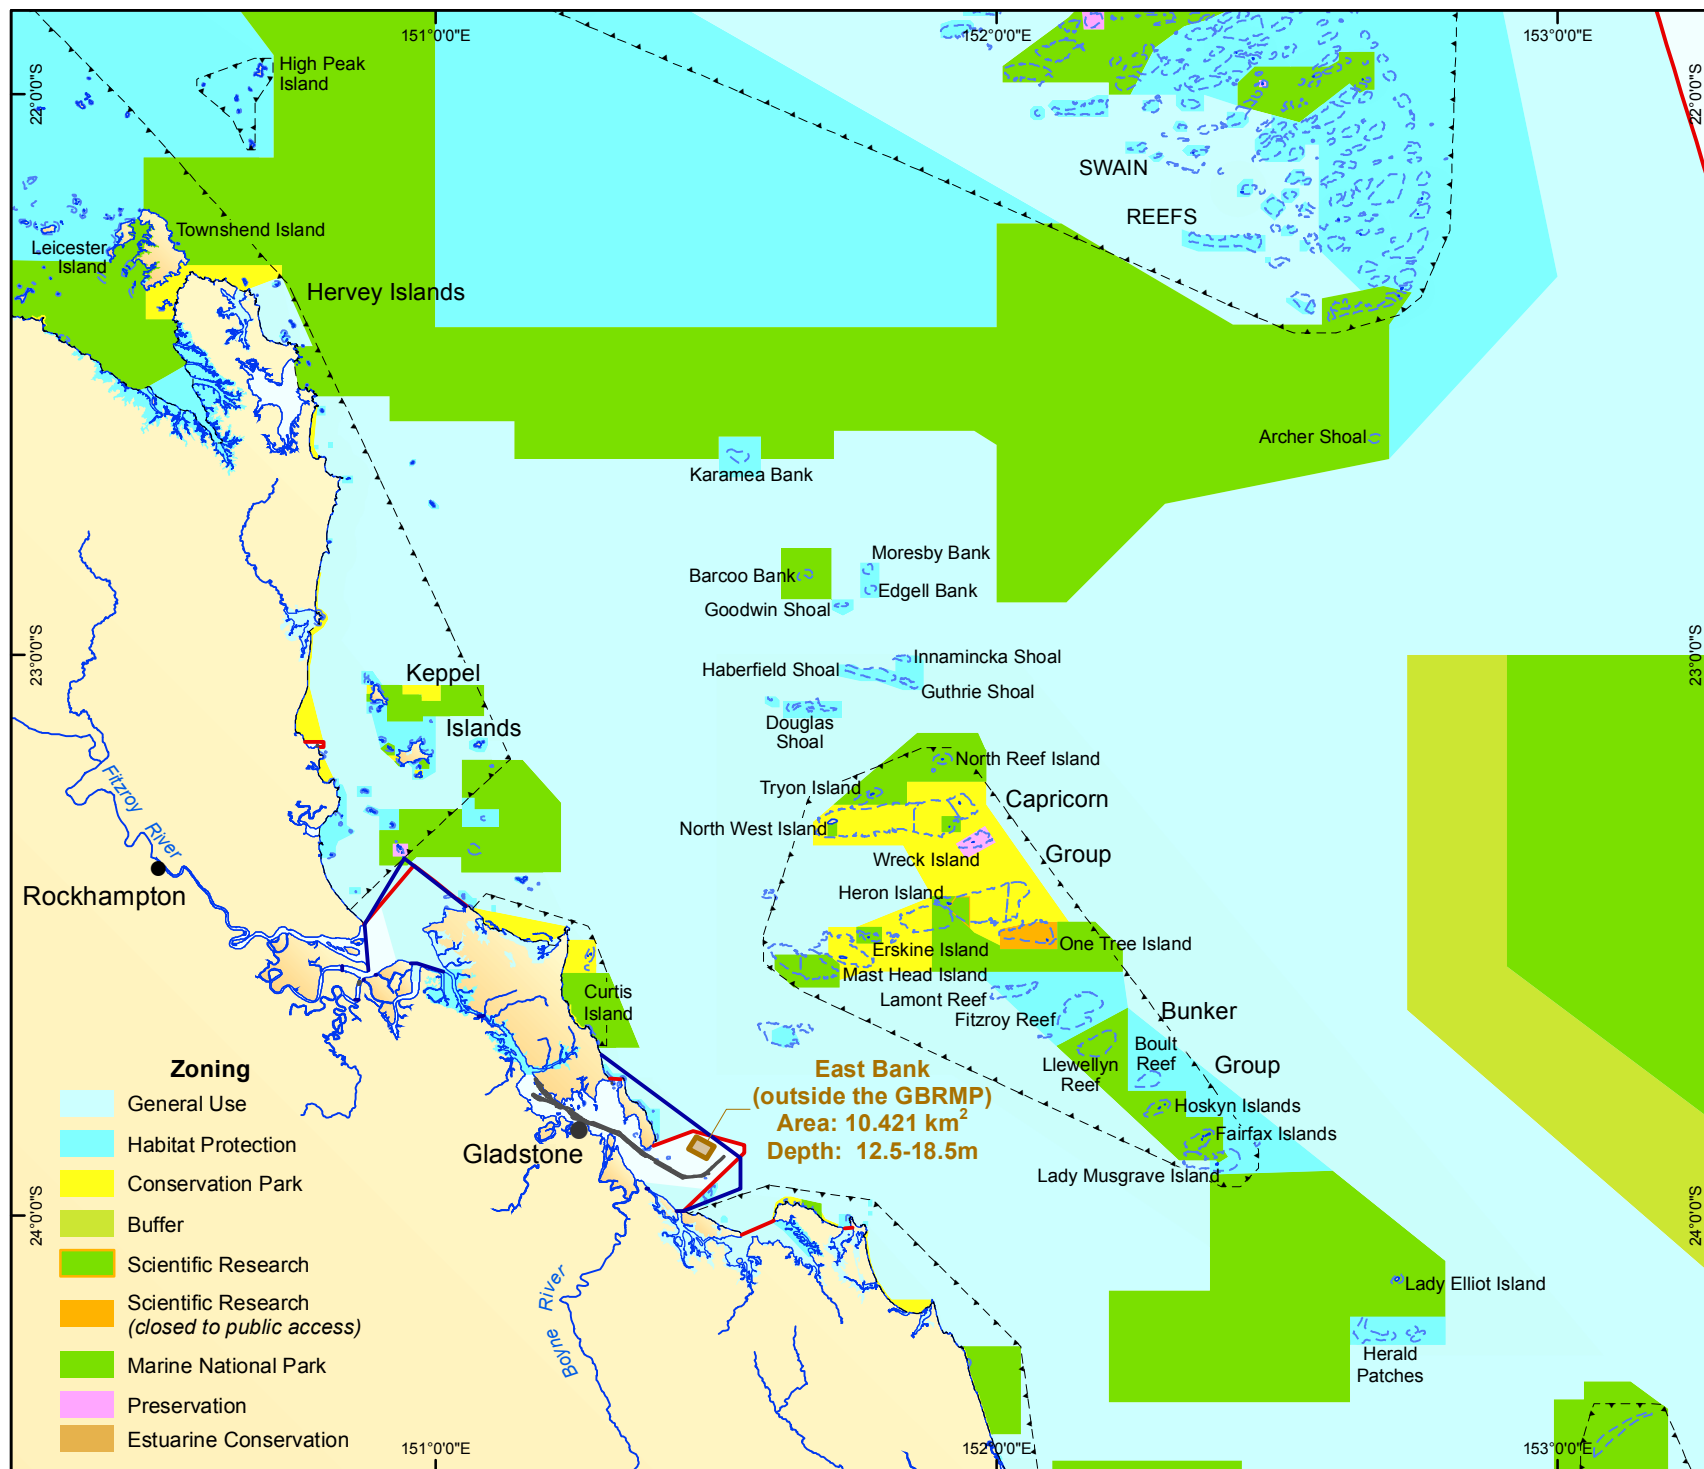 151°0'0"E
152°0'0"E
153°0'0"E
22°0'0"S
22°0'0"S
High Peak
Island
SWAIN
REEFS
Townshend Island
Leicester
Island
Hervey Islands
Archer Shoal
Karamea Bank
Moresby Bank
Barcoo Bank
Edgell Bank
Goodwin Shoal
23°0'0"S
23°0'0"S
Innamincka Shoal
Haberfield Shoal
Guthrie Shoal
Keppel
Islands
Douglas
Shoal
North Reef Island
Tryon Island
Capricorn
North West Island
Group
Wreck Island
Fitzroy River
Rockhampton
Heron Island
One Tree Island
Erskine Island
Mast Head Island
Lamont Reef
Fitzroy Reef
Curtis
Island
Bunker
Group
Boult
Reef
Llewellyn
Reef
Hoskyn Islands
Fairfax Islands
Lady Musgrave Island
East Bank
(outside the GBRMP)
Area: 10.421 km2
Depth: 12.5-18.5m
Gladstone
24°0'0"S
24°0'0"S
Boyne River
Lady Elliot Island
Herald
Patches
Zoning
General Use
Habitat Protection
Conservation Park
Buffer
Scientific Research
Scientific Research
(closed to public access)
Marine National Park
Preservation
Estuarine Conservation
151°0'0"E
152°0'0"E
153°0'0"E